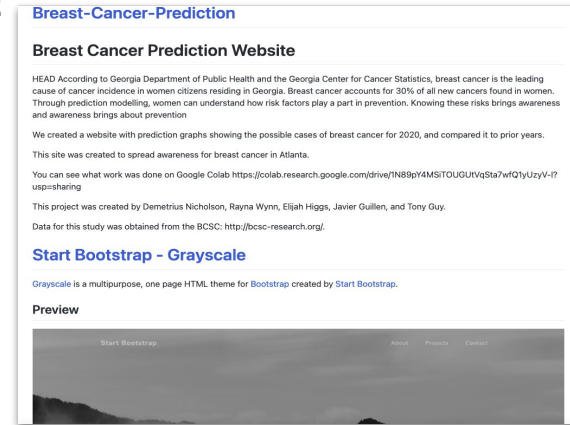 Breast-Cancer-Prediction
Breast Cancer Prediction Website
HEAD According to Georgia Department of Public Health and the Georgia Center for Cancer Statistics, breast cancer is the leading
cause of cancer incidence in women citizens residing in Georgia. Breast cancer accounts for 30% of all new cancers found in women.
Through prediction modelling, women can understand how risk factors play a part in prevention. Knowing these risks brings awareness
and awareness brings about prevention
We created a website with prediction graphs showing the possible cases of breast cancer for 2020, and compared it to prior years.
This site was created to spread awareness for breast cancer in Atlanta.
You can see what work was done on Google Colab https://colab.research.google.com/drive/1N89pY4MSiTOUGUtVqSta7wfQ1yUzyV-l?
usp=sharing
This project was created by Demetrius Nicholson, Rayna Wynn, Elijah Higgs, Javier Guillen, and Tony Guy.
Data for this study was obtained from the BCSC: http://bcsc-research.org/.
Start Bootstrap - Grayscale
Grayscale is a multipurpose, one page HTML theme for Bootstrap created by Start Bootstrap.
Preview
Start Bootstrap About Projects Contact